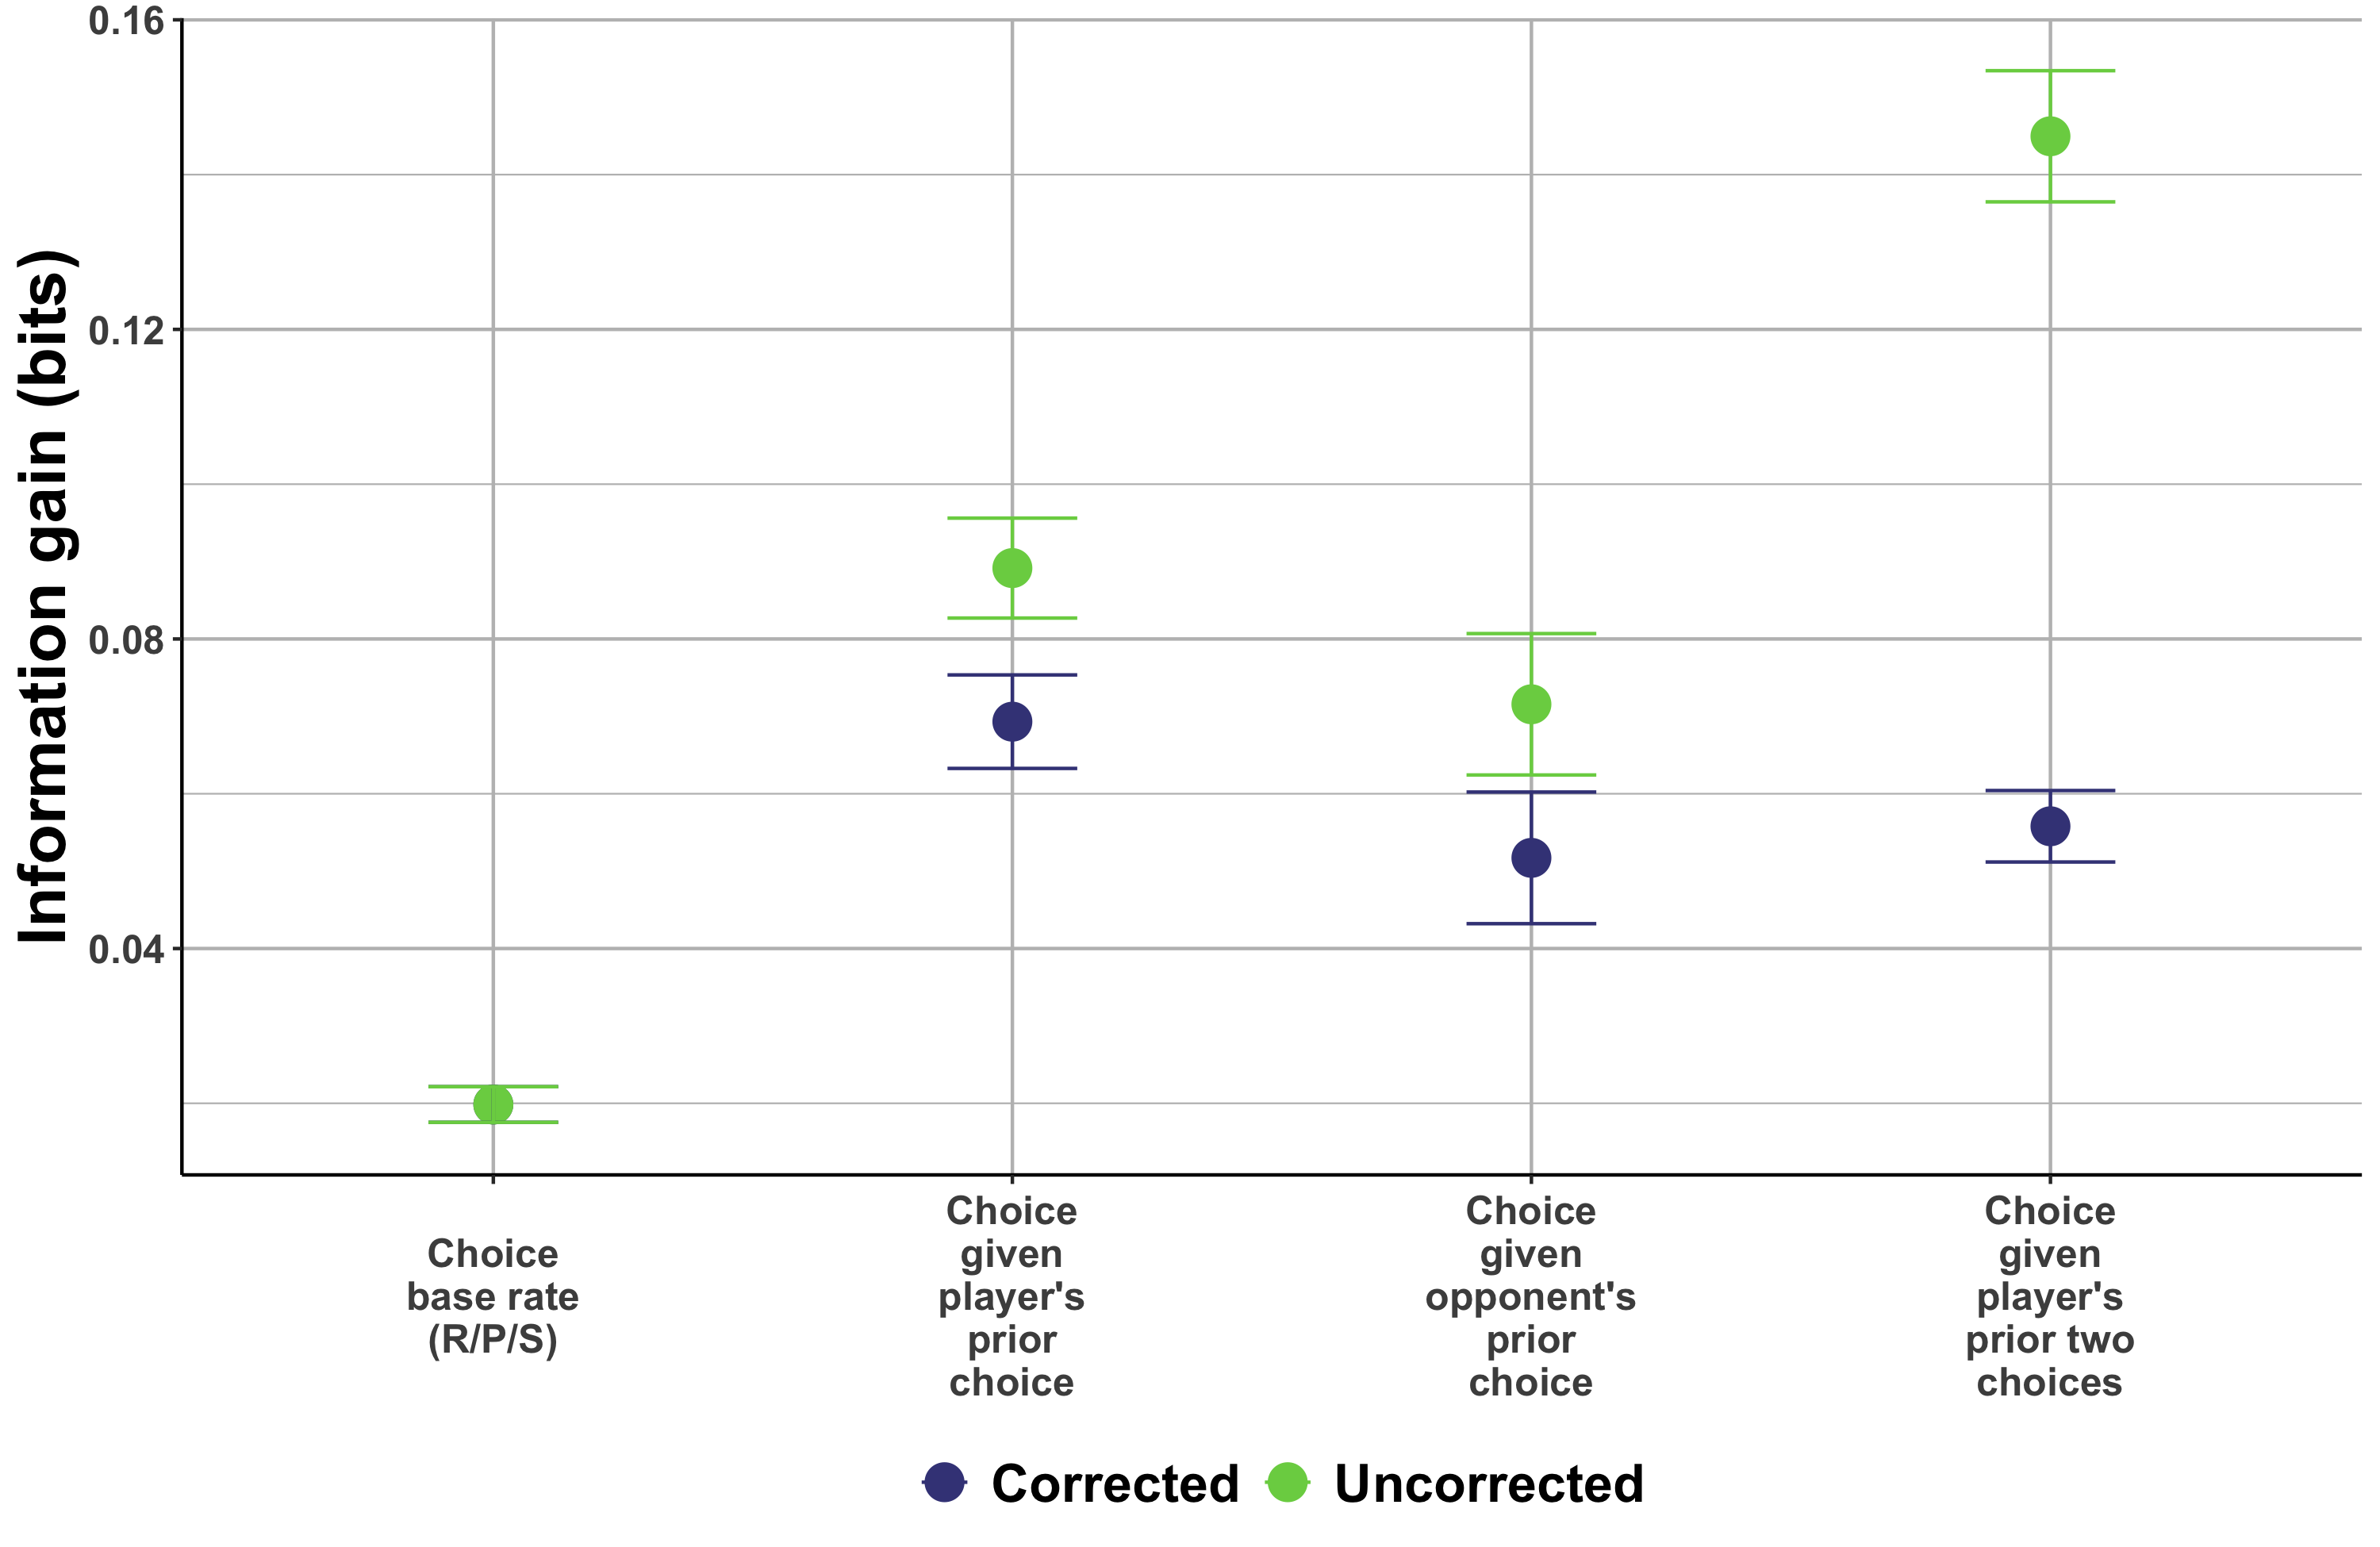 Information gain (bits)
0.16
0.12
0.08
0.04
Choice
base rate
(R/P/S)
Choice
given
player's
prior
choice
Choice
given
opponent's
prior
choice
Choice
given
player's
prior two
choices
Corrected
Uncorrected